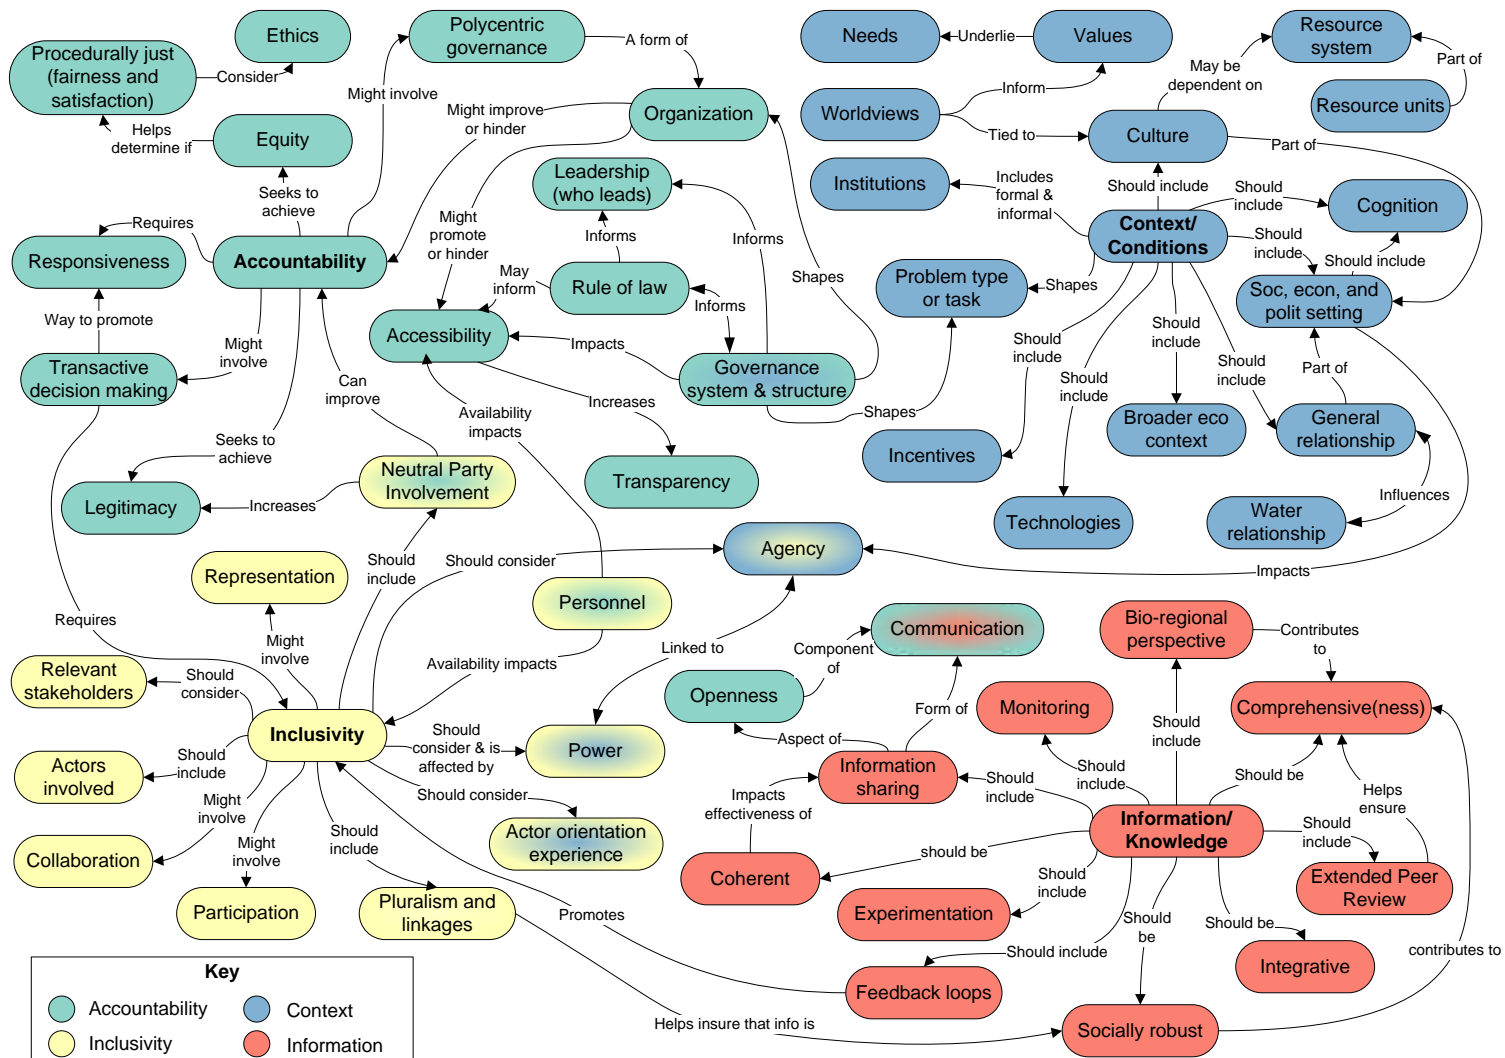 Ethics
Polycentric
governance
Needs
Underlie
Values
Resource
system
Procedurally just
(fairness and
satisfaction)
Consider
A form of
May be
dependent on
Part of
Might involve
Inform
Resource units
Organization
Worldviews
Tied to
Culture
Might improve
or hinder
Helps
determine if
Equity
Part of
Leadership
(who leads)
Institutions
Includes
formal &
informal
Should include
Should
include
Cognition
Seeks to
achieve
Requires
Might
promote
or hinder
Informs
Informs
Context/
Conditions
Should
include
Should include
Responsiveness
Accountability
May
inform
Rule of law
Shapes
Problem type
or task
Shapes
Soc, econ, and
polit setting
Way to promote
Informs
Accessibility
Impacts
Might
involve
Should
include
Should
include
Should
include
Part of
Transactive
decision making
Can
improve
Governance
system & structure
Should
include
Increases
Availability
impacts
Shapes
Broader eco
context
General
relationship
Seeks to
achieve
Incentives
Neutral Party
Involvement
Transparency
Legitimacy
Increases
Influences
Technologies
Water
relationship
Agency
Should
include
Should consider
Representation
Impacts
Personnel
Requires
Might
involve
Communication
Bio-regional
perspective
Contributes
to
Linked to
Component
of
Availability impacts
Relevant
stakeholders
Should
consider
Openness
Form of
Monitoring
Comprehensive(ness)
Should
include
Inclusivity
Should
consider & is
affected by
Power
Aspect of
Actors
involved
Should
include
Information
sharing
Should
include
Should
include
Should be
Helps
ensure
Might
involve
Should consider
Impacts
effectiveness of
Information/
Knowledge
Should
include
Actor orientation
experience
Might
involve
Should
include
should be
Collaboration
Coherent
Should
include
Extended Peer
Review
Participation
Pluralism and
linkages
Promotes
Experimentation
Should
be
Should be
Should include
contributes to
Integrative
Feedback loops
Helps insure that info is
Socially robust
Key
Accountability
Context
Inclusivity
Information